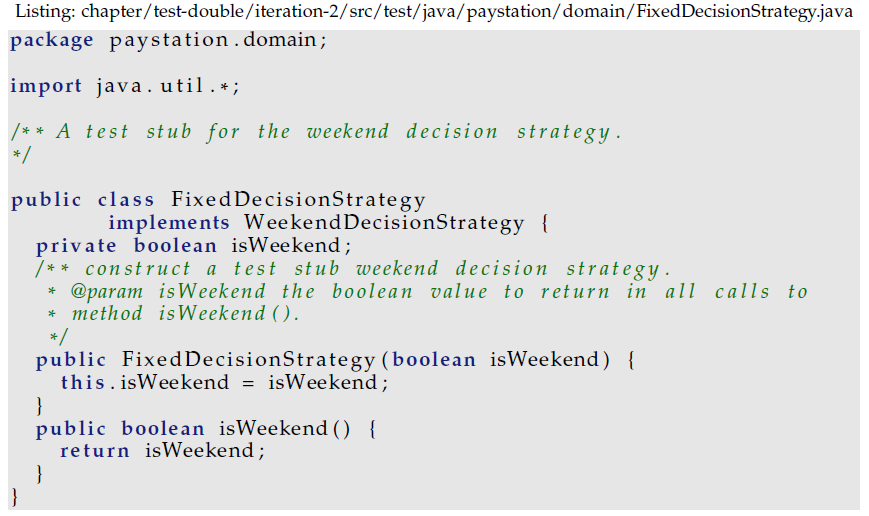 Listing: chapter/test-double/iteration-2/src/test/java/paystation/domain/FixedDecisionStrategy.java
package paystation.domain;
import java.util.*;
/** A test stub for the weekend decision strategy.
*/
public class FixedDecisionStrategy
implements WeekendDecisionStrategy {
private boolean isWeekend;
/** construct a test stub weekend decision strategy.
* @param isWeekend the boolean value to return in all calls to
* method isWeekend().
*/
public FixedDecisionStrategy(boolean isWeekend) {
this.isWeekend = isWeekend;
}
public boolean isWeekend() {
return isWeekend;
}
}